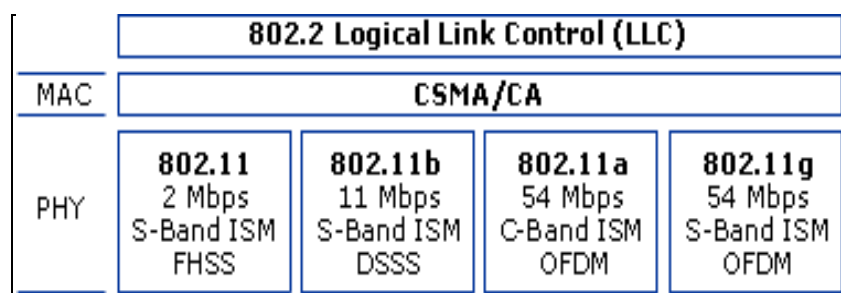 802.2 Logical Link Control (LLC)
MAC
CSMA/CA
PHY
802.11
2 Mbps
S-Band ISM
FHSS
802.11b
11 Mbps
S-Band ISM
DSSS
802.11a
54 Mbps
C-Band ISM
OFDM
802.11g
54 Mbps
S-Band ISM
OFDM